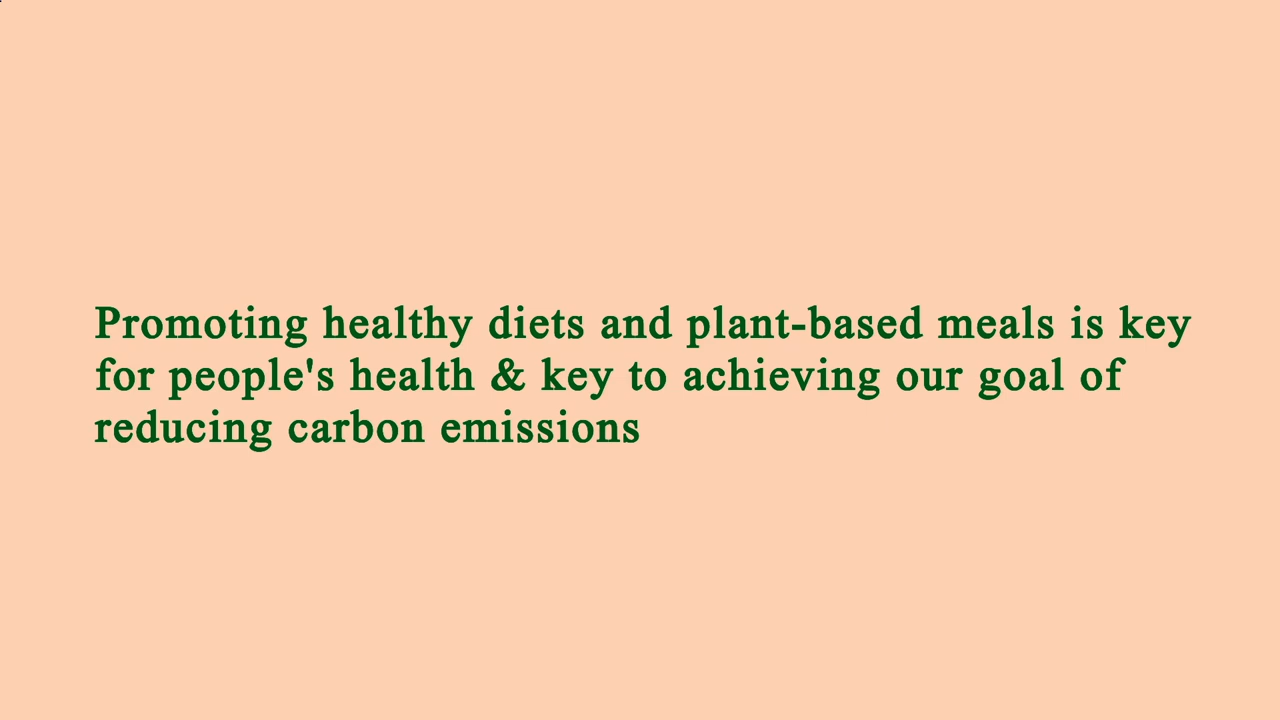 Promoting healthy diets and plant-based meals is key
for people's health & key to achieving our goal of
reducing carbon emissions